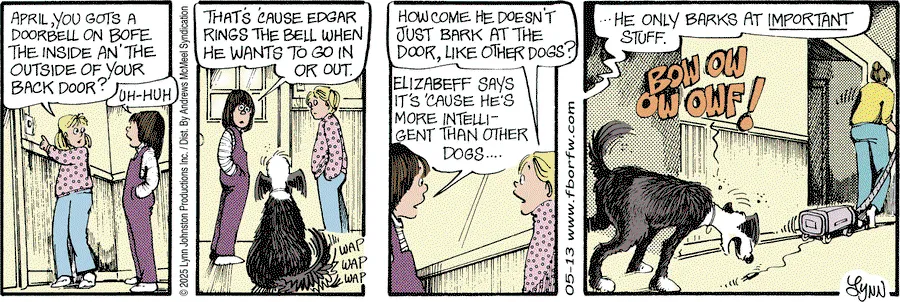 APRIL, YOU GOTS A
DOORBELL ON BOFE
THE INSIDE AN' THE
OUTSIDE OF YOUR
BACK DOOR?
UH-HUH
© 2025 Lynn Johnston Productions Inc. / Dist. By Andrews McMeel Syndication
THAT'S 'CAUSE EDGAR
RINGS THE BELL WHEN
HE WANTS TO GO IN
OR OUT.
WAP
WAP
WAP
HOW COME HE DOESN'T
JUST BARK AT THE
DOOR, LIKE OTHER DOGS?
ELIZABEFF SAYS
IT'S 'CAUSE HE'S
MORE INTELLI-
GENT THAN OTHER
DOGS....
05-13 www.fborfw.com
...HE ONLY BARKS AT IMPORTANT
STUFF.
BOW OW
OW OWF!
LYNN